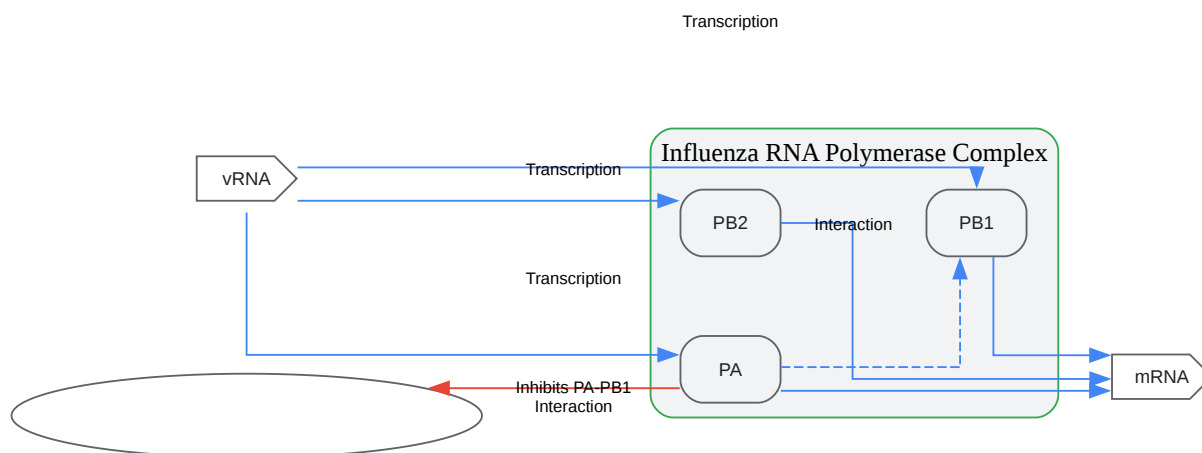 Transcription
Influenza RNA Polymerase Complex
Transcription
vRNA
PB2
Interaction
PB1
Transcription
PA
mRNA
Inhibits PA-PB1
Interaction